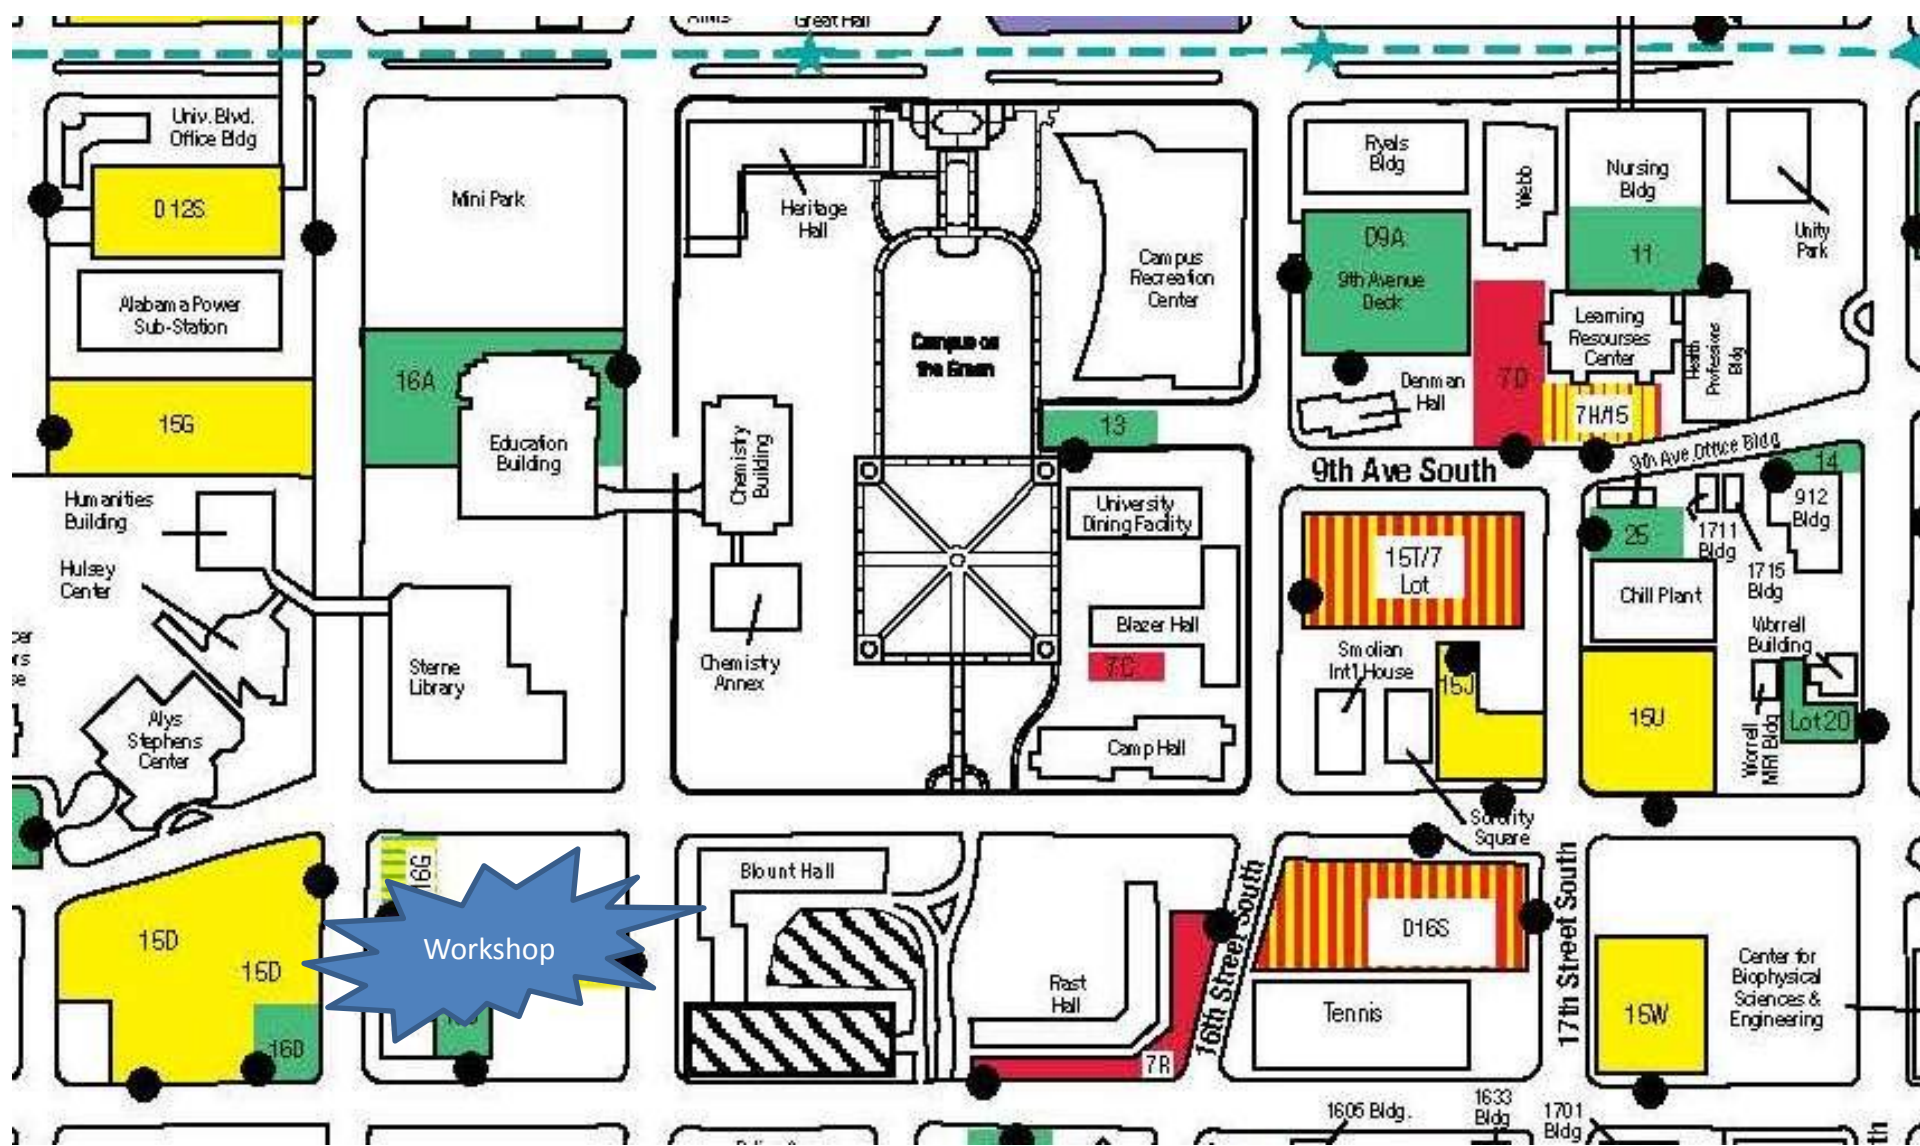 Great Hall
Univ. Blvd.
Office Bldg
D12S
Alabama Power
Sub-Station
15G
Mini Park
16A
Education
Building
Heritage
Hall
Campus on
the Green
Campus
Recreation
Center
13
Chemistry
Building
University
Dining Facility
Ryals
Bldg
Webb
Nursing
Bldg
Unity
Park
D9A
9th Avenue
Deck
11
7D
Learning
Resourses
Center
Health
Professions
Bldg
Denman
Hall
7H/15
9th Ave South
9th Ave Office Bldg
14
912
Bldg
25
1711
Bldg
1715
Bldg
Humanities
Building
Hulsey
Center
Sterne
Library
Alys
Stephens
Center
Chemistry
Annex
Blazer Hall
7C
Camp Hall
15T/7
Lot
Smolian
Int'l House
15J
Sorority
Square
Chill Plant
15U
Worrell
Building
Worrell
MRI Bldg
Lot20
15D
15D
16D
16G
Workshop
Blount Hall
Rast
Hall
7R
16th Street South
D16S
Tennis
17th Street South
15W
Center for
Biophysical
Sciences &
Engineering
1605 Bldg.
1633
Bldg
1701
Bldg